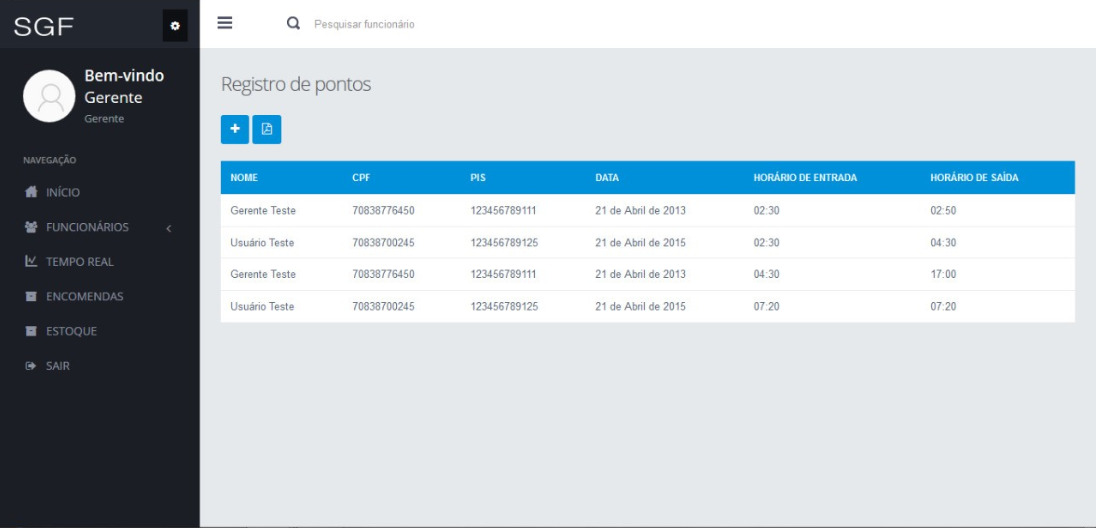 SGF
Pesquisar funcionário
Bem-vindo
Gerente
Gerente
NAVEGAÇÃO
INÍCIO
FUNCIONÁRIOS
TEMPO REAL
ENCOMENDAS
ESTOQUE
SAIR
Registro de pontos
NOME CPF PIS DATA HORÁRIO DE ENTRADA HORÁRIO DE SAÍDA
Gerente Teste 70838776450 123456789111 21 de Abril de 2013 02:30 02:50
Usuário Teste 70838700245 123456789125 21 de Abril de 2015 02:30 04:30
Gerente Teste 70838776450 123456789111 21 de Abril de 2013 04:30 17:00
Usuário Teste 70838700245 123456789125 21 de Abril de 2015 07:20 07:20